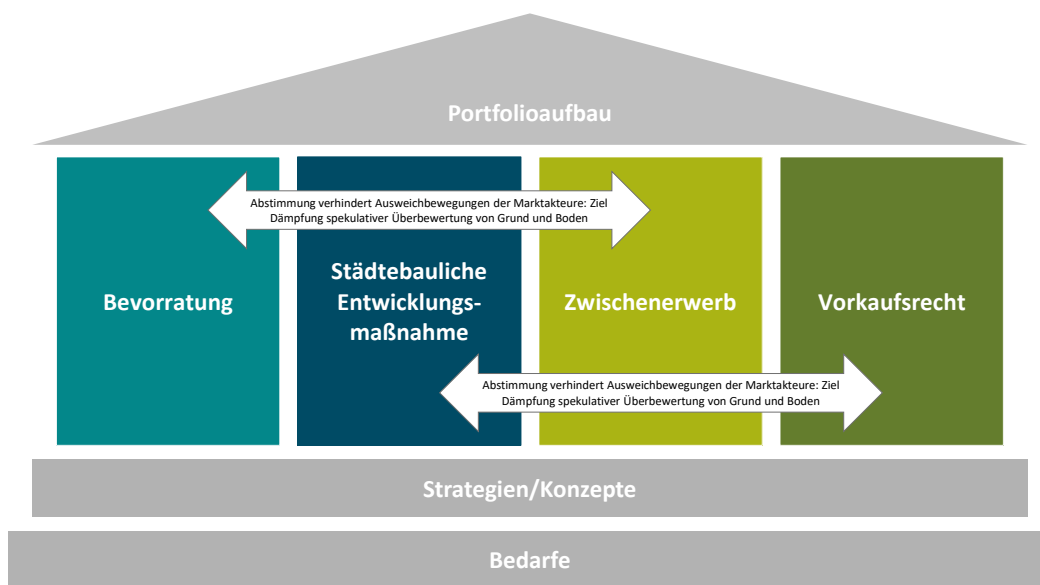 Portfolioaufbau
Abstimmung verhindert Ausweichbewegungen der Marktakteure: Ziel
Dämpfung spekulativer Überbewertung von Grund und Boden
Bevorratung
Städtebauliche
Entwicklungs-
maßnahme
Zwischenerwerb
Vorkaufsrecht
Abstimmung verhindert Ausweichbewegungen der Marktakteure: Ziel
Dämpfung spekulativer Überbewertung von Grund und Boden
Strategien/Konzepte
Bedarfe